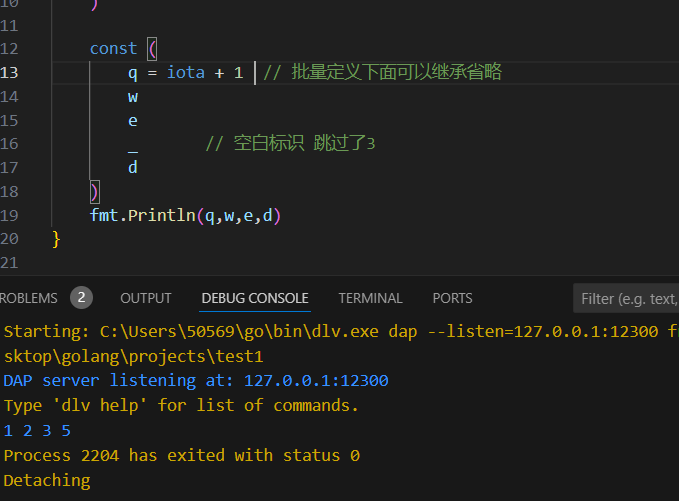 10 )
11
12 const (
13 q = iota + 1 // 批量定义下面可以继承省略
14 w
15 e
16 _ // 空白标识 跳过了3
17 d
18 )
19 fmt.Println(q,w,e,d)
20 }
21
ROBLEMS 2 OUTPUT DEBUG CONSOLE TERMINAL PORTS Filter (e.g. text,
Starting: C:\Users\50569\go\bin\dlv.exe dap --listen=127.0.0.1:12300 fr
sktop\golang\projects\test1
DAP server listening at: 127.0.0.1:12300
Type 'dlv help' for list of commands.
1 2 3 5
Process 2204 has exited with status 0
Detaching